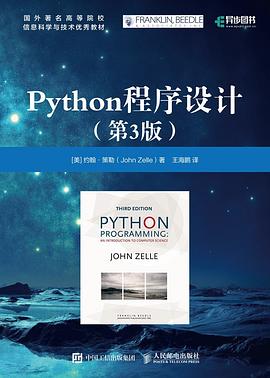 国外著名高等院校
信息科学与技术优秀教材
FRANKLIN, BEEDLE
异步图书
Python程序设计
（第3版）
[美] 约翰·策勒（John Zelle）著 王海鹏 译
THIRD EDITION
PYTHON
PROGRAMMING:
AN INTRODUCTION TO COMPUTER SCIENCE
JOHN ZELLE
FRANKLIN BEEDLE
中国工信出版集团
人民邮电出版社
POSTS & TELECOM PRESS